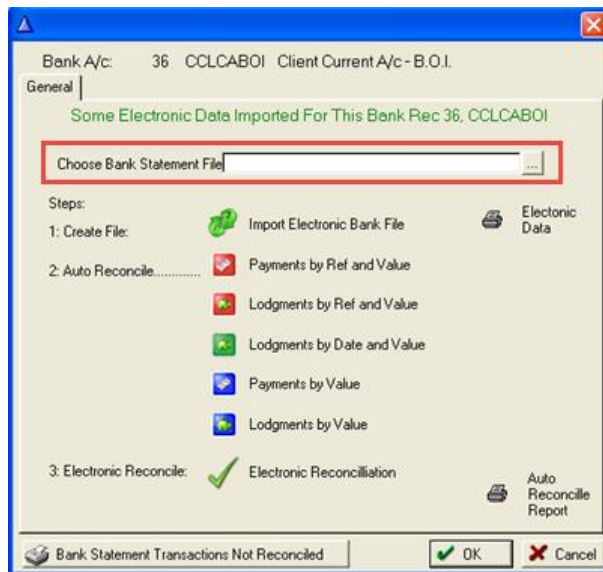 Bank A/c: 36 CCLCABOI Client Current A/c - B.O.I.
General
Some Electronic Data Imported For This Bank Rec 36, CCLCABOI
Choose Bank Statement File ...
Steps:
1: Create File: Import Electronic Bank File Electonic Data
2: Auto Reconcile............. Payments by Ref and Value
Lodgments by Ref and Value
Lodgments by Date and Value
Payments by Value
Lodgments by Value
3: Electronic Reconcile: Electronic Reconcilliation
Auto
Reconcille
Report
Bank Statement Transactions Not Reconciled OK Cancel